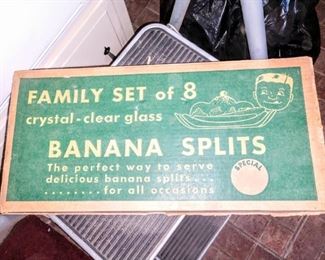 FAMILY SET of 8
crystal-clear glass
BANANA SPLITS
The perfect way to serve
delicious banana splits...
........for all occasions
SPECIAL